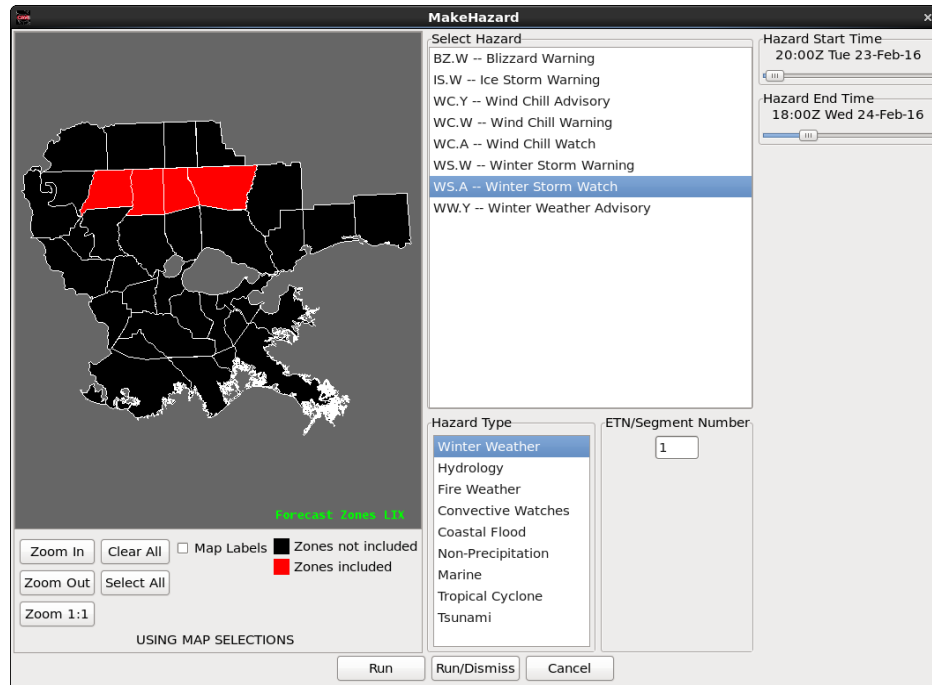 MakeHazard
Forecast Zones LIX
Zoom In
Clear All
Map Labels
Zones not included
Zones included
Zoom Out
Select All
Zoom 1:1
USING MAP SELECTIONS
Select Hazard
BZ.W -- Blizzard Warning
IS.W -- Ice Storm Warning
WC.Y -- Wind Chill Advisory
WC.W -- Wind Chill Warning
WC.A -- Wind Chill Watch
WS.W -- Winter Storm Warning
WS.A -- Winter Storm Watch
WW.Y -- Winter Weather Advisory
Hazard Type
Winter Weather
Hydrology
Fire Weather
Convective Watches
Coastal Flood
Non-Precipitation
Marine
Tropical Cyclone
Tsunami
ETN/Segment Number
1
Hazard Start Time
20:00Z Tue 23-Feb-16
Hazard End Time
18:00Z Wed 24-Feb-16
Run
Run/Dismiss
Cancel